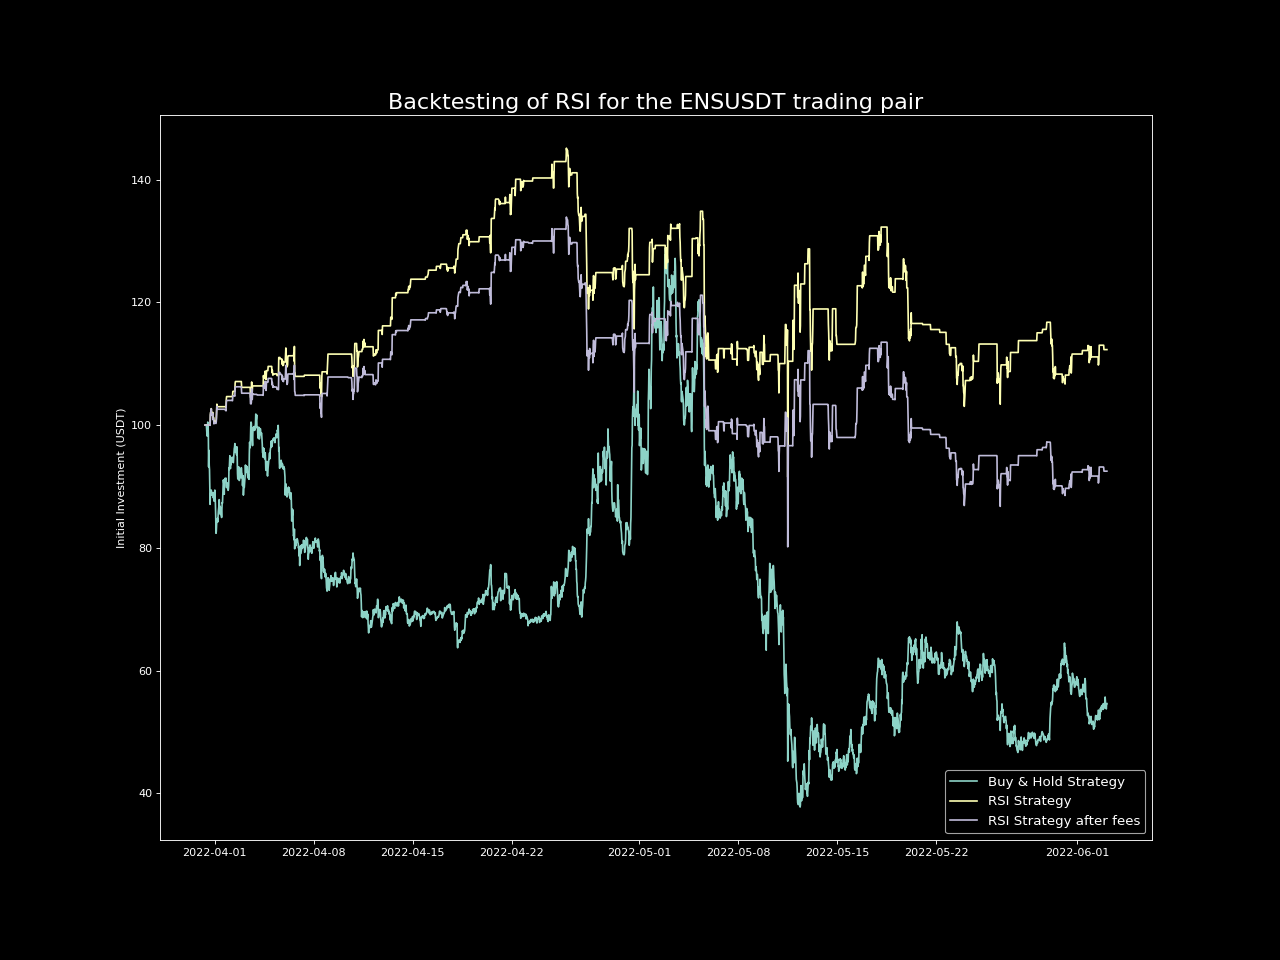 Backtesting of RSI for the ENSUSDT trading pair
Initial Investment (USDT)
140
120
100
80
60
40
2022-04-01 2022-04-08 2022-04-15 2022-04-22 2022-05-01 2022-05-08 2022-05-15 2022-05-22 2022-06-01
Buy & Hold Strategy
RSI Strategy
RSI Strategy after fees